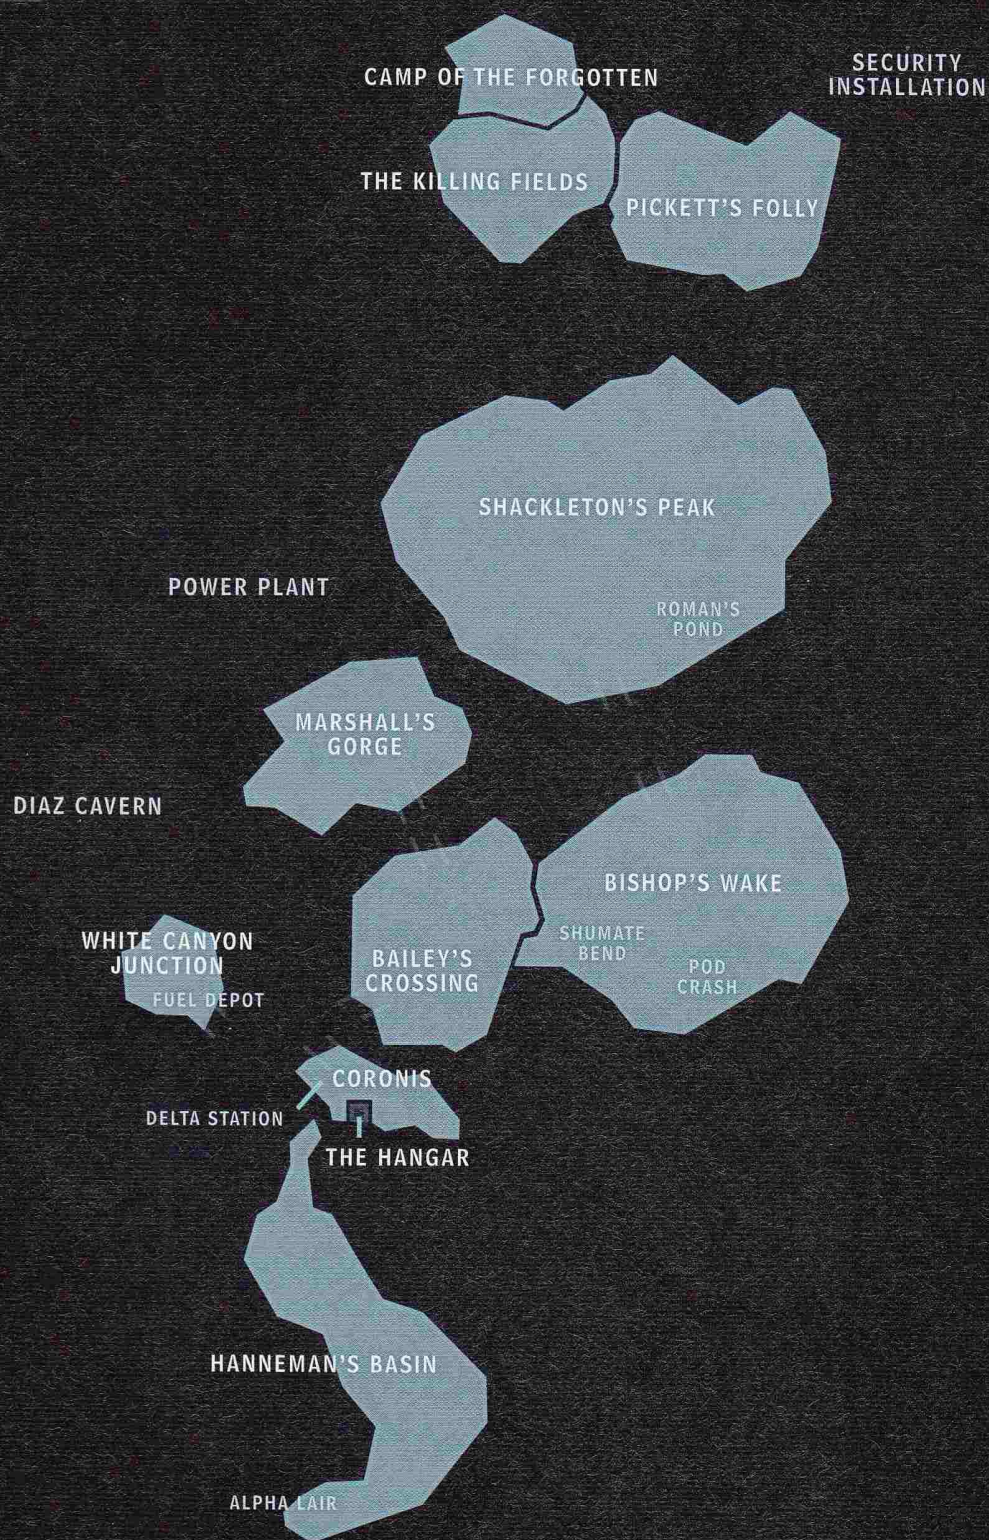 SECURITY
INSTALLATION
CAMP OF THE FORGOTTEN
THE KILLING FIELDS
PICKETT'S FOLLY
SHACKLETON'S PEAK
POWER PLANT
ROMAN'S
POND
MARSHALL'S
GORGE
DIAZ CAVERN
BISHOP'S WAKE
WHITE CANYON
JUNCTION
FUEL DEPOT
BAILEY'S
CROSSING
SHUMATE
BEND
POD
CRASH
CORONIS
DELTA STATION
THE HANGAR
HANNEMAN'S BASIN
ALPHA LAIR